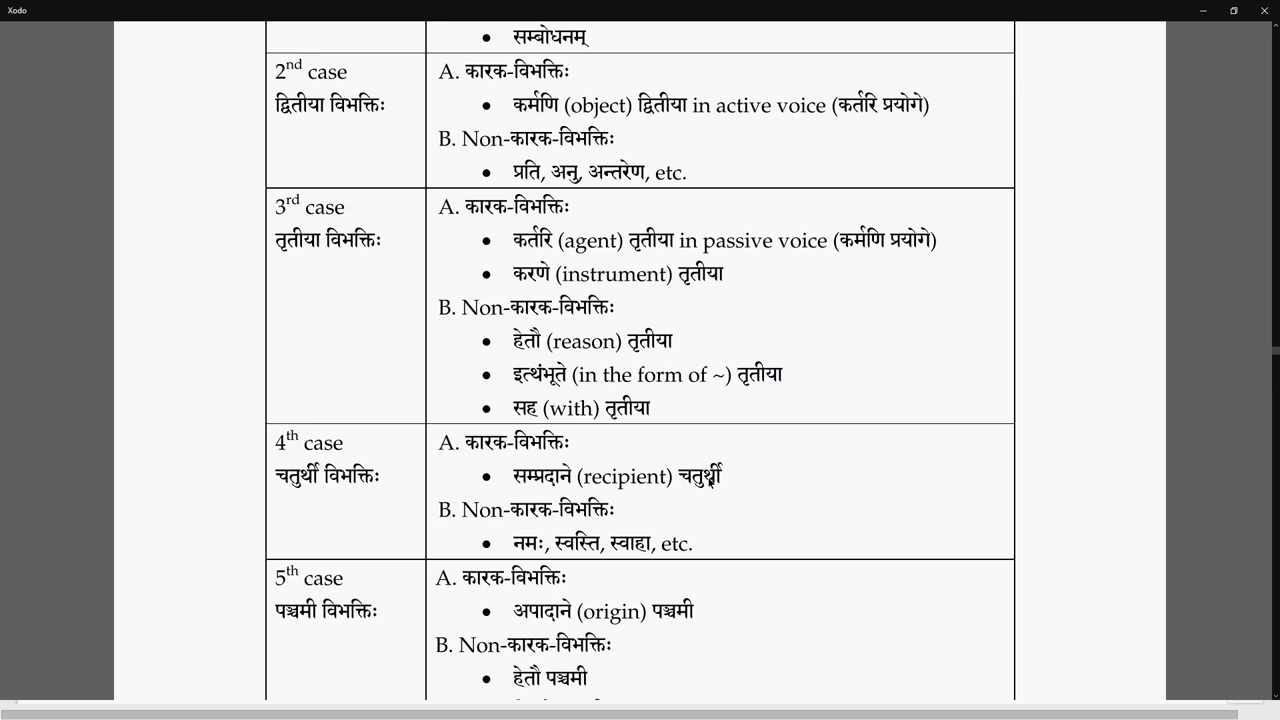 Xodo
• सम्बोधनम्
2nd case
द्वितीया विभक्तिः
A. कारक-विभक्तिः
• कर्मणि (object) द्वितीया in active voice (कर्तरि प्रयोगे)
B. Non-कारक-विभक्तिः
• प्रति, अनु, अन्तरेण, etc.
3rd case
तृतीया विभक्तिः
A. कारक-विभक्तिः
• कर्तरि (agent) तृतीया in passive voice (कर्मणि प्रयोगे)
• करणे (instrument) तृतीया
B. Non-कारक-विभक्तिः
• हेतौ (reason) तृतीया
• इत्थंभूते (in the form of ~) तृतीया
• सह (with) तृतीया
4th case
चतुर्थी विभक्तिः
A. कारक-विभक्तिः
• सम्प्रदाने (recipient) चतुर्थी
B. Non-कारक-विभक्तिः
• नमः, स्वस्ति, स्वाहा, etc.
5th case
पञ्चमी विभक्तिः
A. कारक-विभक्तिः
• अपादाने (origin) पञ्चमी
B. Non-कारक-विभक्तिः
• हेतौ पञ्चमी